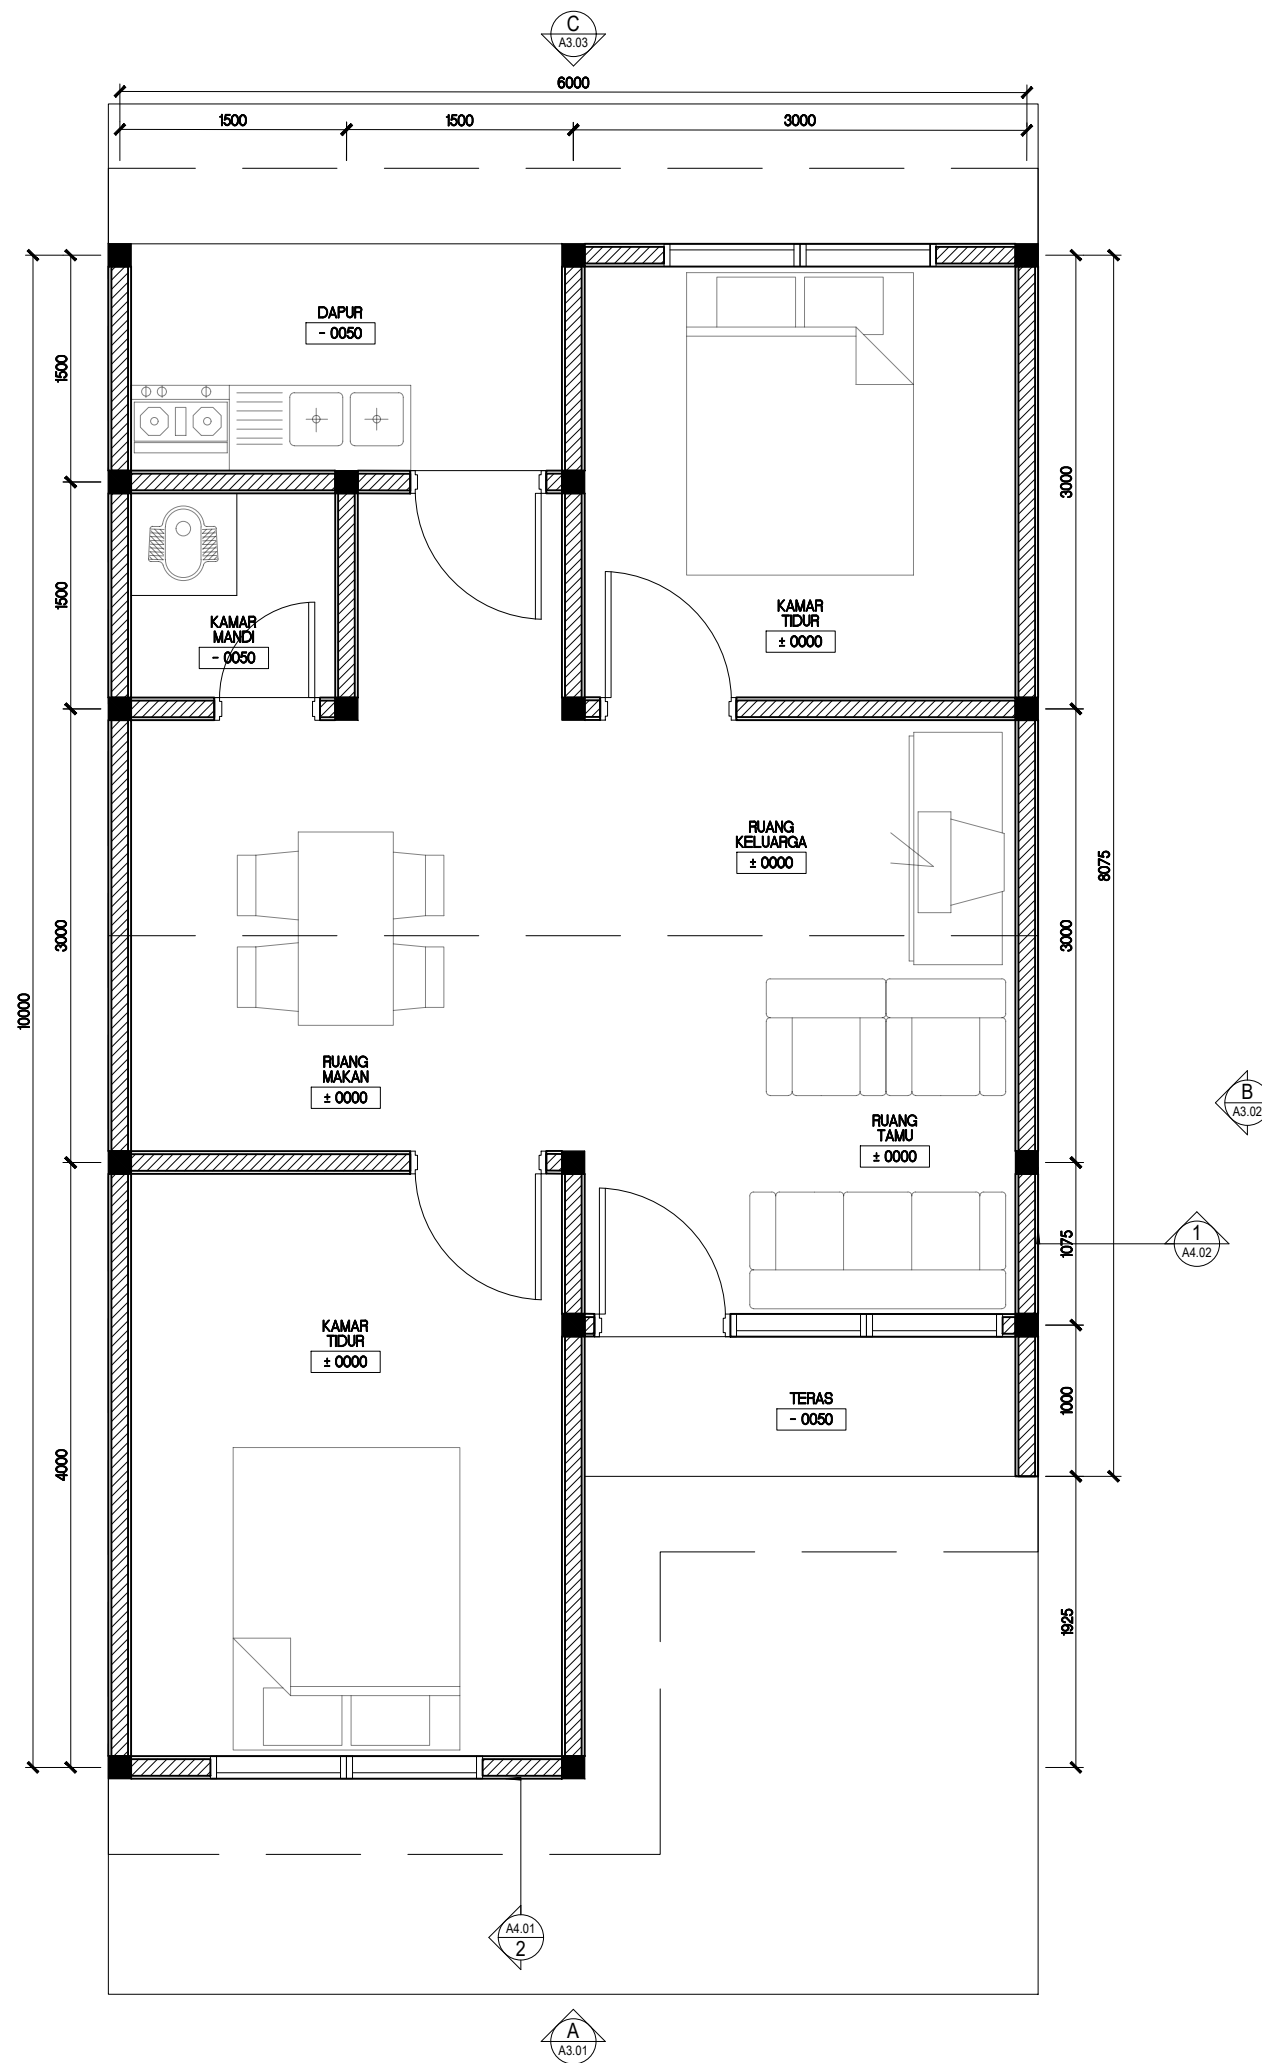 C
A3.03
6000
1500
1500
3000
DAPUR
- 0050
1500
3000
1500
KAMAR
MANDI
- 0050
KAMAR
TIDUR
± 0000
RUANG
KELUARGA
± 0000
8075
3000
3000
10000
RUANG
MAKAN
± 0000
RUANG
TAMU
± 0000
B
A3.02
1
A4.02
1075
KAMAR
TIDUR
± 0000
TERAS
- 0050
1000
4000
1925
A4.01
2
A
A3.01